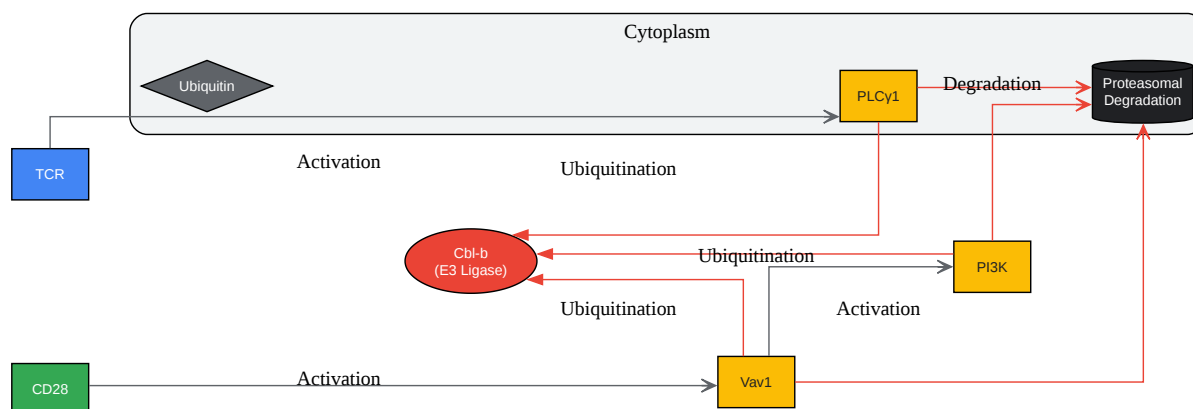 Cytoplasm
Ubiquitin
PLCγ1
Degradation
Proteasomal
Degradation
TCR
Activation
Ubiquitination
Cbl-b
(E3 Ligase)
Ubiquitination
PI3K
Ubiquitination
Activation
CD28
Activation
Vav1